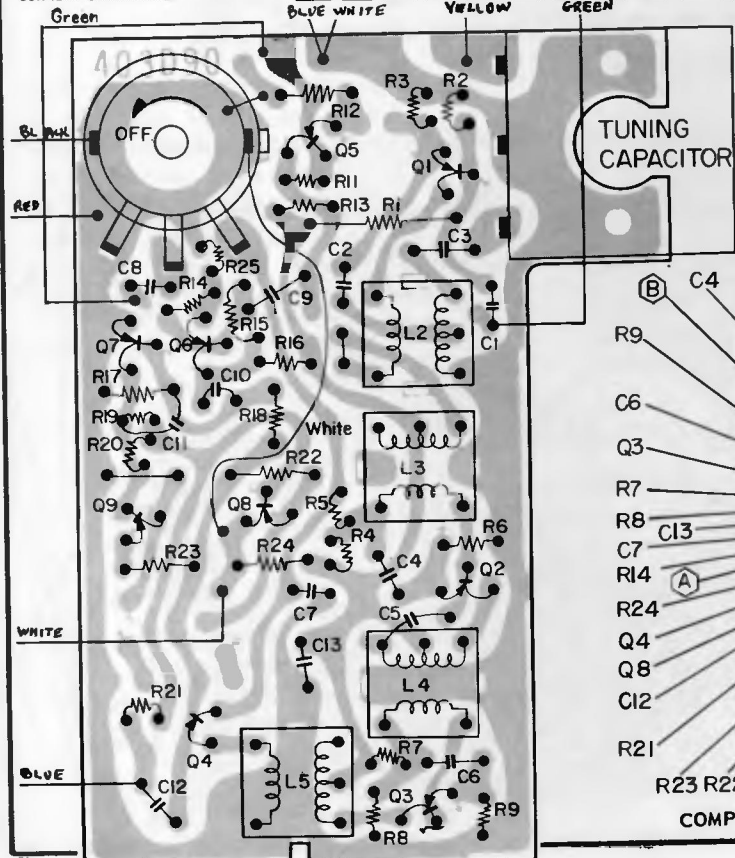 Green
BLUE WHITE
YELLOW
GREEN
403D90
R12
R3
R2
BLACK
OFF
Q5
Q1
TUNING
CAPACITOR
R11
R13
R1
RED
C2
C3
R25
C8
R14
C9
R15
L2
C1
B
C4
Q7
Q6
R16
R9
R17
C10
R19
R18
White
C6
R20
C11
L3
Q3
R22
R7
Q9
Q8
R5
R6
R8
C13
R4
C7
R23
R24
C4
Q2
R14
A
C7
C5
R24
WHITE
C13
Q4
L4
Q8
R21
C12
Q4
R7
R21
BLUE
C12
L5
C6
R23 R22
Q3
R9
R8
COMP